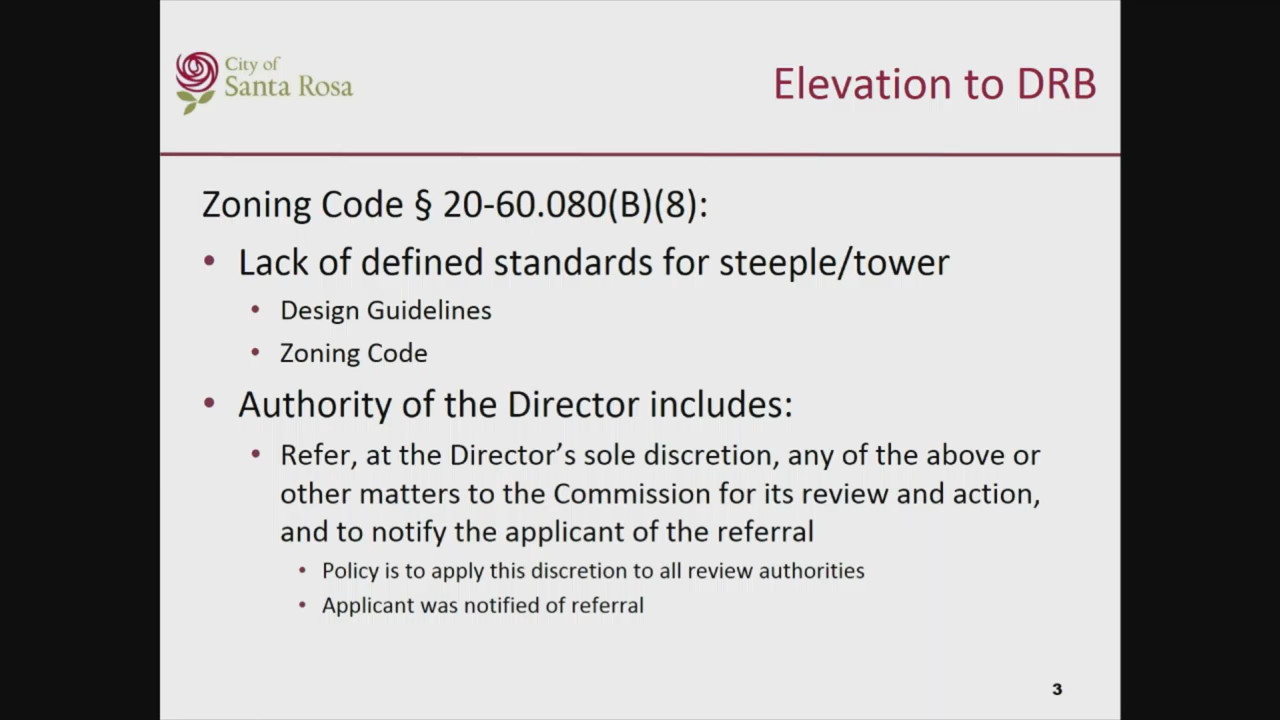 City of
Santa Rosa
Elevation to DRB
Zoning Code § 20-60.080(B)(8):
• Lack of defined standards for steeple/tower
• Design Guidelines
• Zoning Code
• Authority of the Director includes:
• Refer, at the Director’s sole discretion, any of the above or
other matters to the Commission for its review and action,
and to notify the applicant of the referral
• Policy is to apply this discretion to all review authorities
• Applicant was notified of referral
3